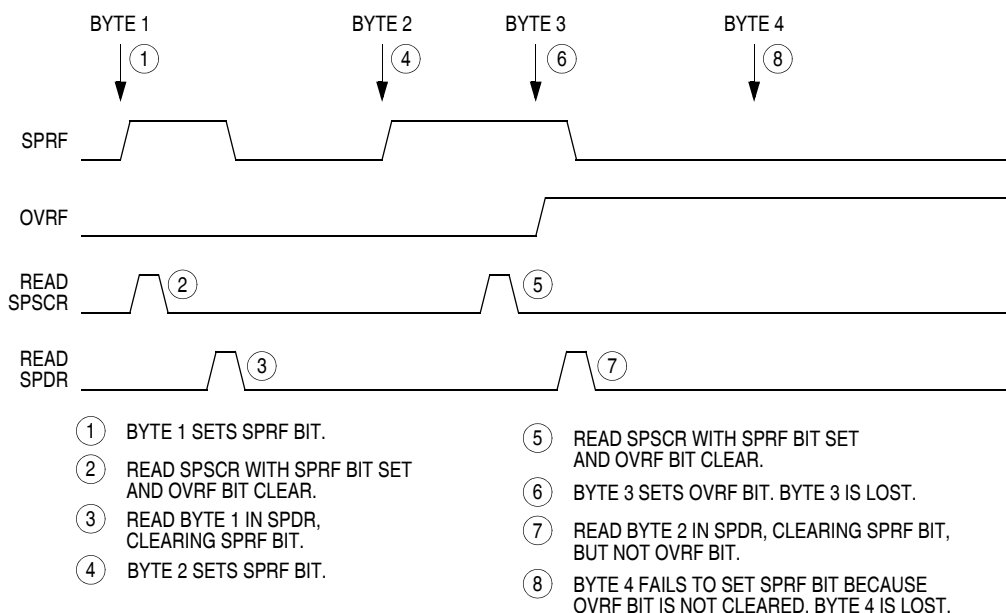 BYTE 1
BYTE 2
BYTE 3
BYTE 4
1
4
6
8
SPRF
OVRF
READ
SPSCR
2
5
READ
SPDR
3
7
1 BYTE 1 SETS SPRF BIT.
2 READ SPSCR WITH SPRF BIT SET
AND OVRF BIT CLEAR.
3 READ BYTE 1 IN SPDR,
CLEARING SPRF BIT.
4 BYTE 2 SETS SPRF BIT.
5 READ SPSCR WITH SPRF BIT SET
AND OVRF BIT CLEAR.
6 BYTE 3 SETS OVRF BIT. BYTE 3 IS LOST.
7 READ BYTE 2 IN SPDR, CLEARING SPRF BIT,
BUT NOT OVRF BIT.
8 BYTE 4 FAILS TO SET SPRF BIT BECAUSE
OVRF BIT IS NOT CLEARED. BYTE 4 IS LOST.